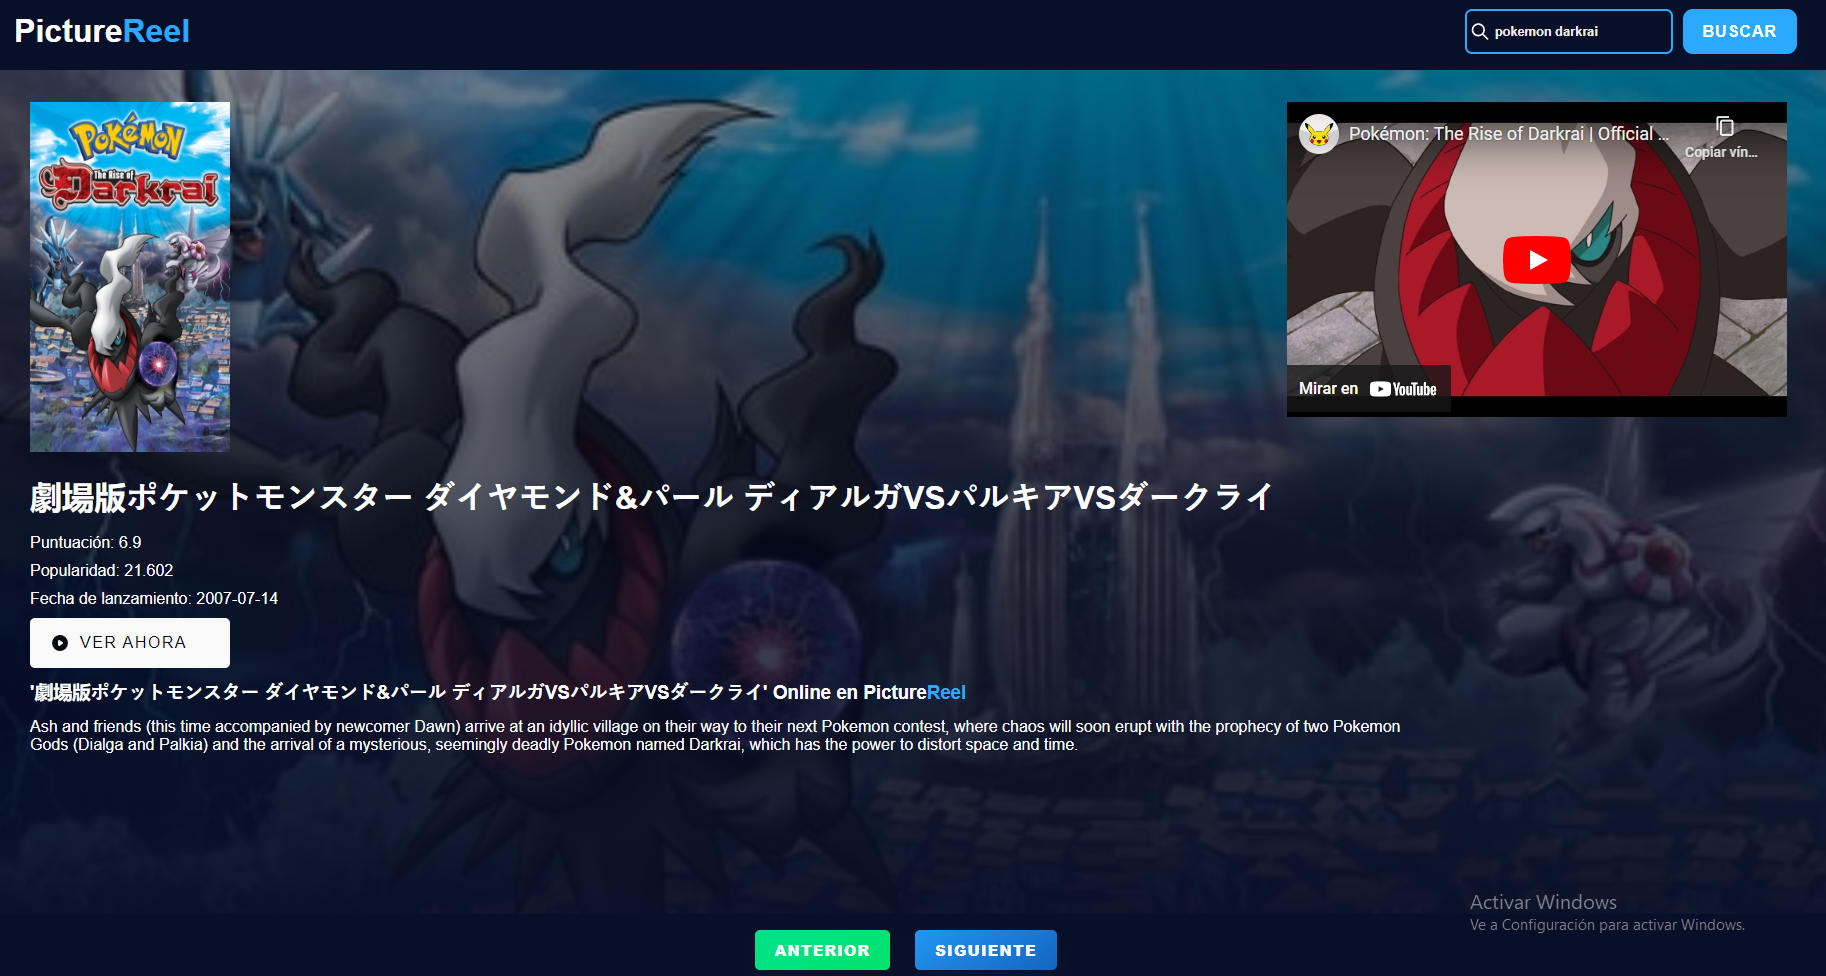 PictureReel
pokemon darkrai
BUSCAR
POKÉMON
The Rise of
Darkrai
Pokémon: The Rise of Darkrai | Official ...
Copiar vín...
Mirar en YouTube
劇場版ポケットモンスター ダイヤモンド&パール ディアルガVSパルキアVSダークライ
Puntuación: 6.9
Popularidad: 21.602
Fecha de lanzamiento: 2007-07-14
VER AHORA
'劇場版ポケットモンスター ダイヤモンド&パール ディアルガVSパルキアVSダークライ' Online en PictureReel
Ash and friends (this time accompanied by newcomer Dawn) arrive at an idyllic village on their way to their next Pokemon contest, where chaos will soon erupt with the prophecy of two Pokemon
Gods (Dialga and Palkia) and the arrival of a mysterious, seemingly deadly Pokemon named Darkrai, which has the power to distort space and time.
Activar Windows
Ve a Configuración para activar Windows.
ANTERIOR
SIGUIENTE